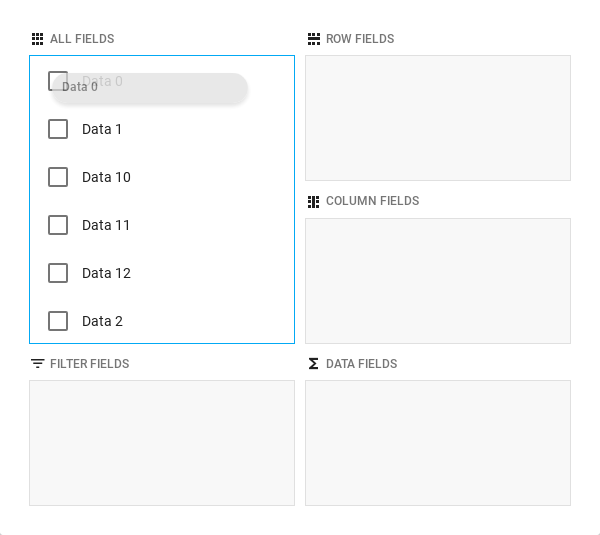 ALL FIELDS
Data 0
Data 0
Data 1
Data 10
Data 11
Data 12
Data 2
ROW FIELDS
COLUMN FIELDS
FILTER FIELDS
DATA FIELDS